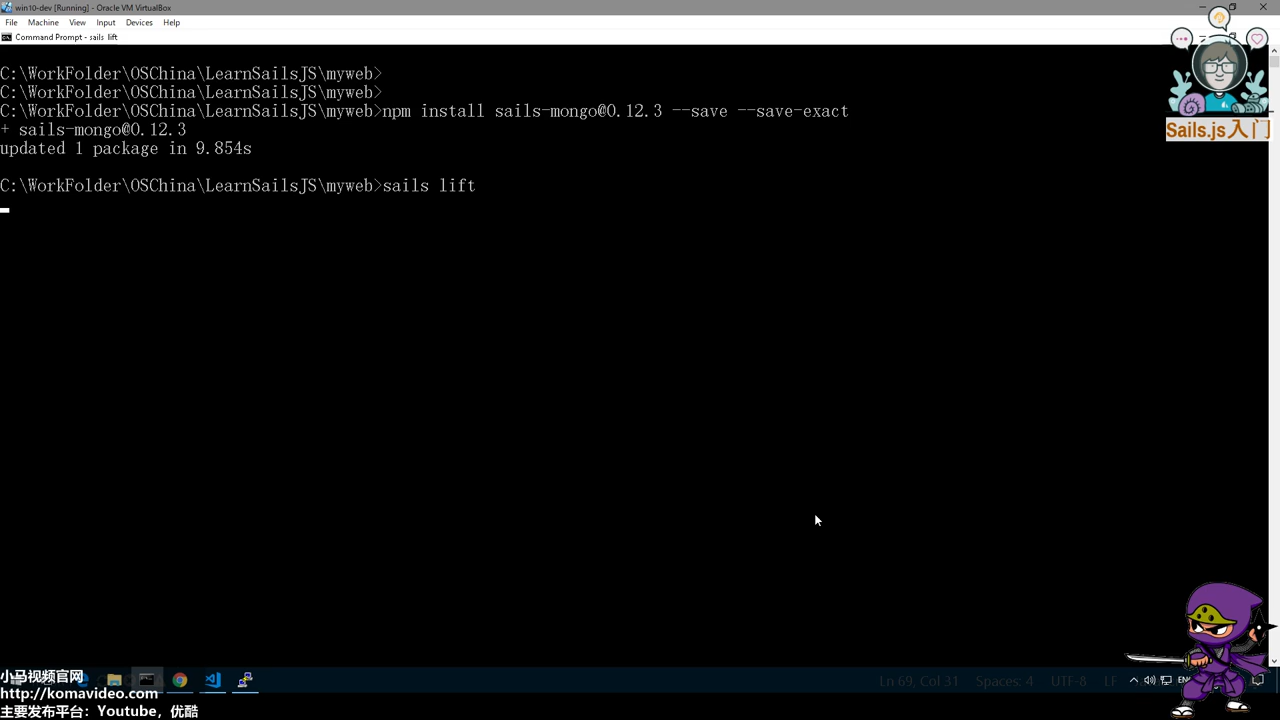 win10-dev [Running] - Oracle VM VirtualBox
File Machine View Input Devices Help
Command Prompt - sails lift
C:\WorkFolder\OSChina\LearnSailsJS\myweb>
C:\WorkFolder\OSChina\LearnSailsJS\myweb>
C:\WorkFolder\OSChina\LearnSailsJS\myweb>npm install sails-mongo@0.12.3 --save --save-exact
+ sails-mongo@0.12.3
updated 1 package in 9.854s
C:\WorkFolder\OSChina\LearnSailsJS\myweb>sails lift
Sails.js入门
小马视频官网
http://komavideo.com
主要发布平台：Youtube，优酷
Ln 69, Col 31 Spaces: 4 UTF-8 LF